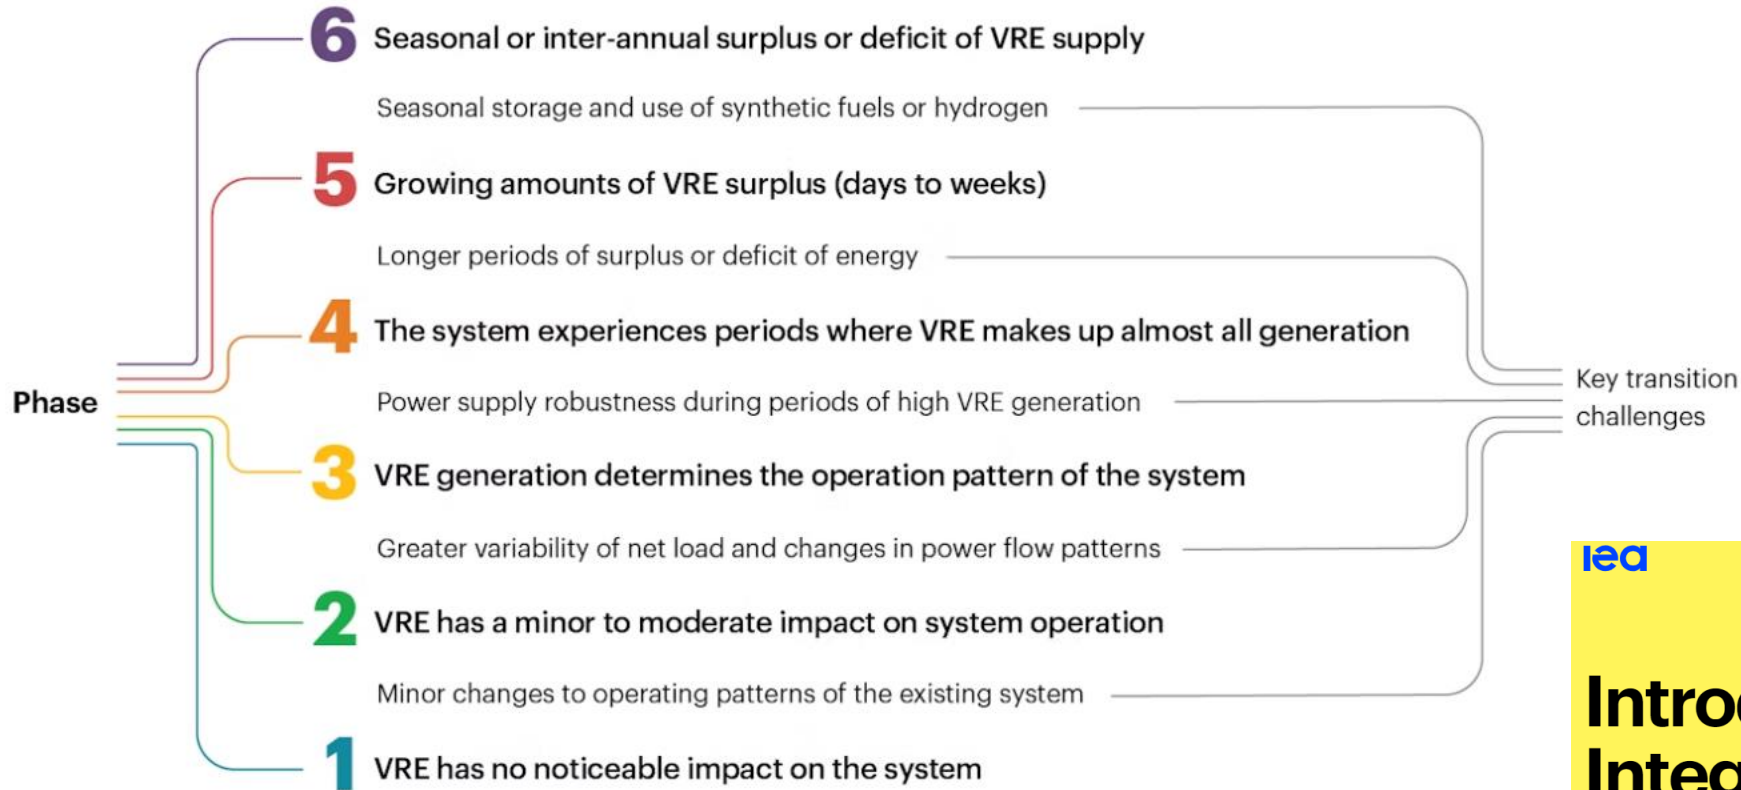 6 Seasonal or inter-annual surplus or deficit of VRE supply
Seasonal storage and use of synthetic fuels or hydrogen
5 Growing amounts of VRE surplus (days to weeks)
Longer periods of surplus or deficit of energy
4 The system experiences periods where VRE makes up almost all generation
Phase
Power supply robustness during periods of high VRE generation
Key transition
challenges
3 VRE generation determines the operation pattern of the system
Greater variability of net load and changes in power flow patterns
2 VRE has a minor to moderate impact on system operation
Minor changes to operating patterns of the existing system
1 VRE has no noticeable impact on the system
iea